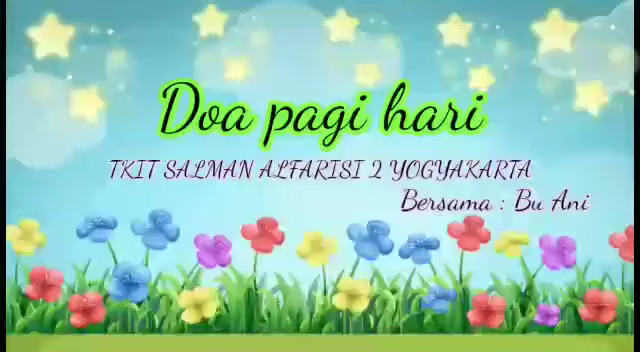 Doa pagi hari
TKIT SALMAN ALFARISI 2 YOGYAKARTA
Bersama : Bu Ani